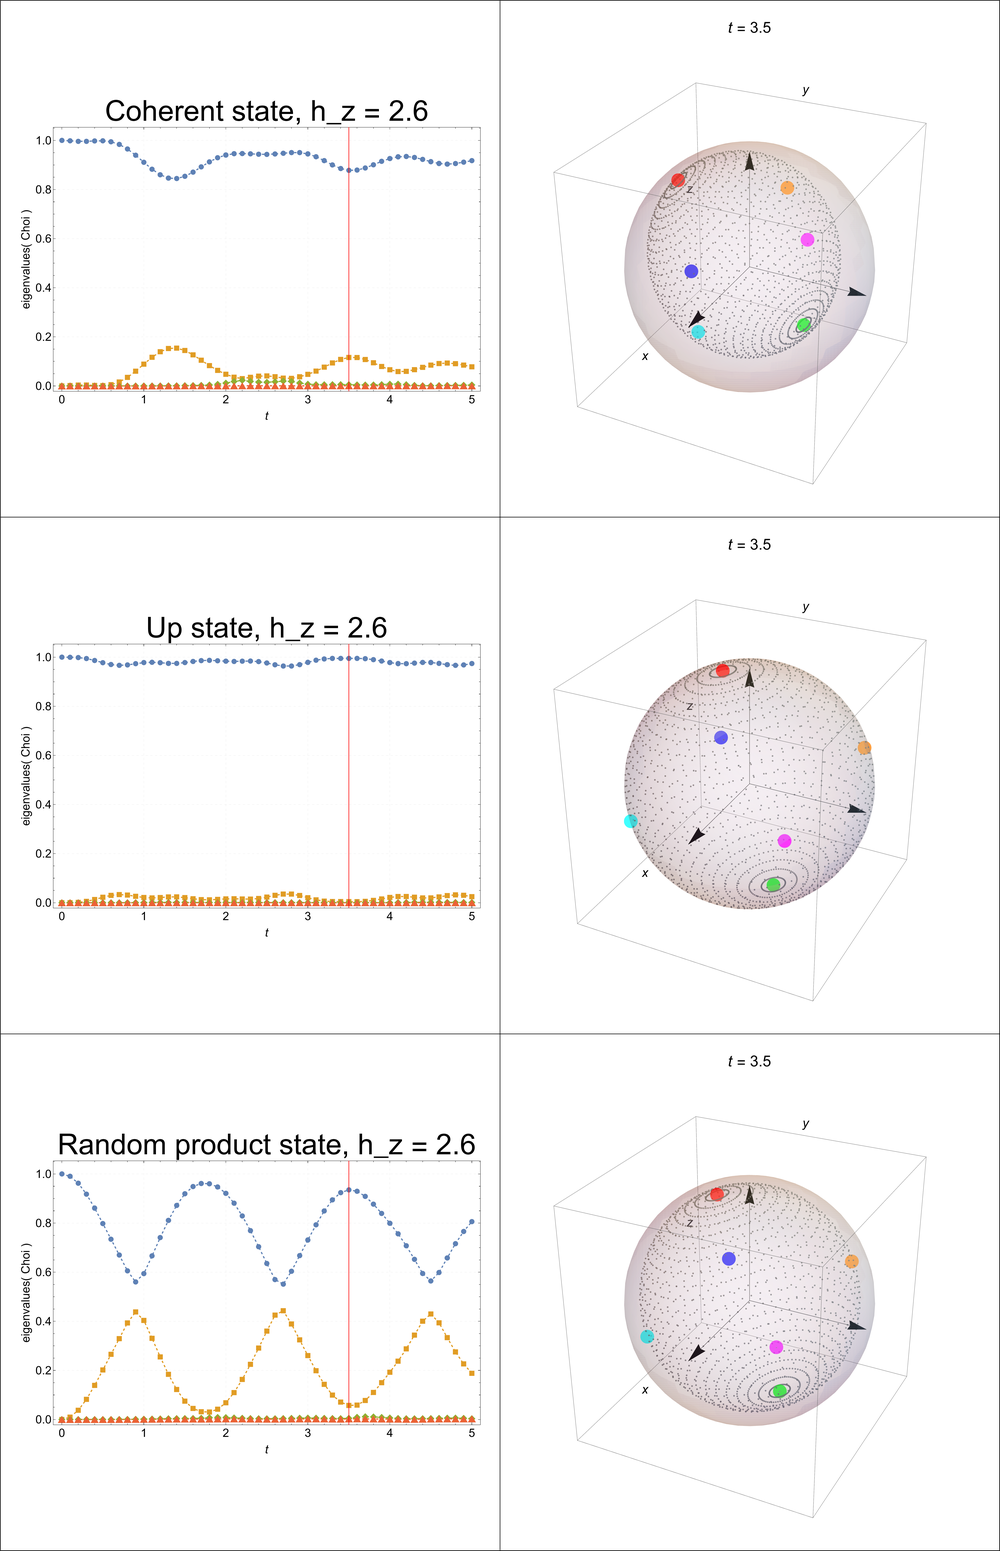 t = 3.5
y
Coherent state, h_z = 2.6
1.0
0.8
0.6
0.4
0.2
0.0
eigenvalues( Choi )
0 1 2 3 4 5
t
z
x
t = 3.5
y
Up state, h_z = 2.6
1.0
0.8
0.6
0.4
0.2
0.0
eigenvalues( Choi )
0 1 2 3 4 5
t
z
x
t = 3.5
y
Random product state, h_z = 2.6
1.0
0.8
0.6
0.4
0.2
0.0
eigenvalues( Choi )
0 1 2 3 4 5
t
z
x